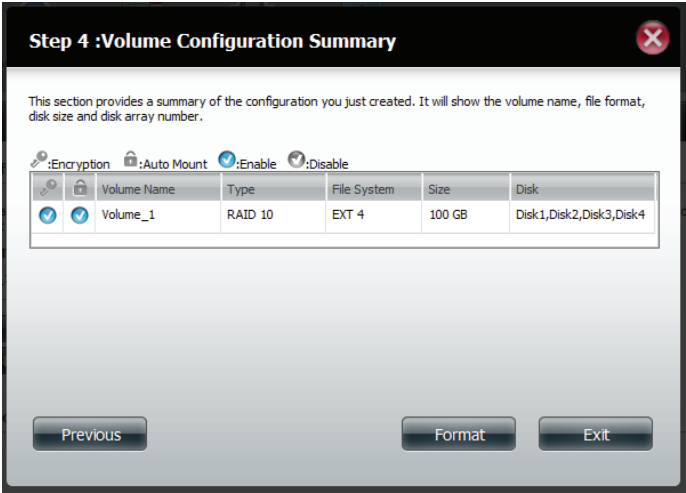 Step 4 :Volume Configuration Summary
This section provides a summary of the configuration you just created. It will show the volume name, file format,
disk size and disk array number.
:Encryption :Auto Mount :Enable :Disable
Volume Name Type File System Size Disk
Volume_1 RAID 10 EXT 4 100 GB Disk1,Disk2,Disk3,Disk4
Previous Format Exit